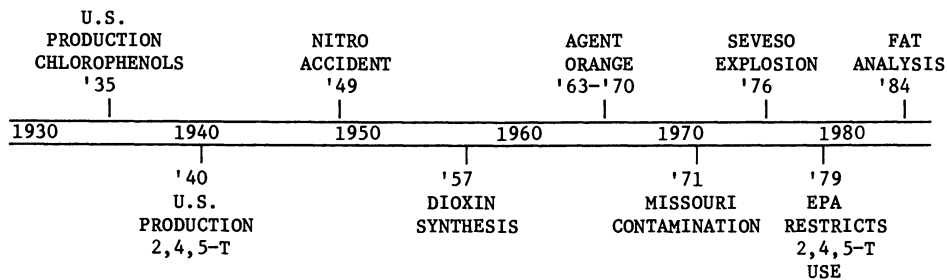 U.S.
PRODUCTION
CHLOROPHENOLS
'35
NITRO
ACCIDENT
'49
AGENT
ORANGE
'63-'70
SEVESO
EXPLOSION
'76
FAT
ANALYSIS
'84
1930 1940 1950 1960 1970 1980
'40
U.S.
PRODUCTION
2,4,5-T
'57
DIOXIN
SYNTHESIS
'71
MISSOURI
CONTAMINATION
'79
EPA
RESTRICTS
2,4,5-T
USE